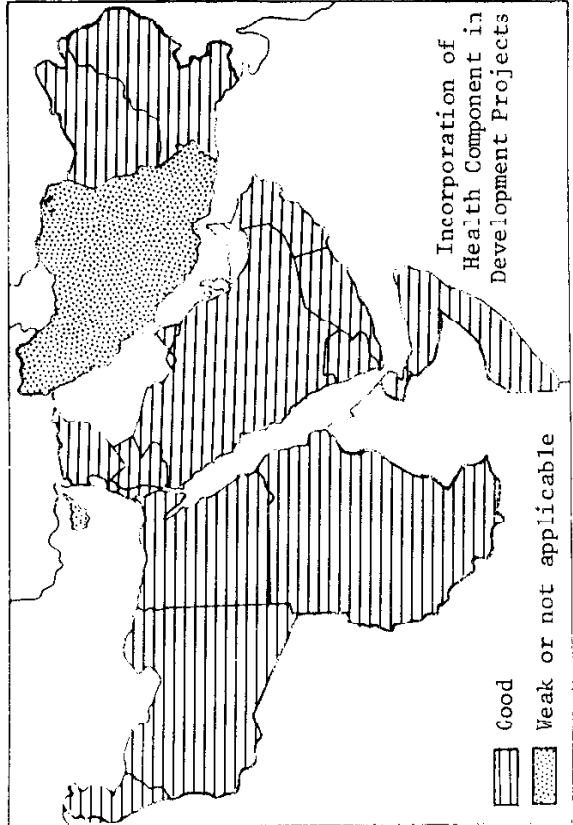 Incorporation of
Health Component in
Development Projects
Good
Weak or not applicable